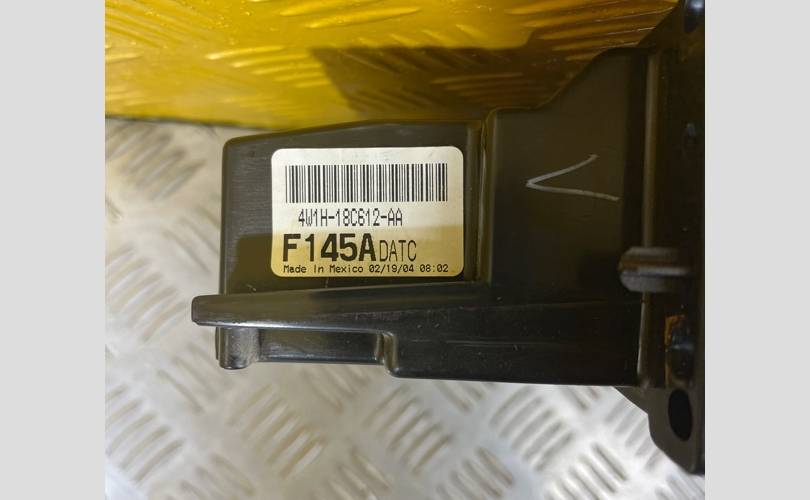 4W1H-18C612-AA
F145A DATC
Made In Mexico 02/19/04 08:02